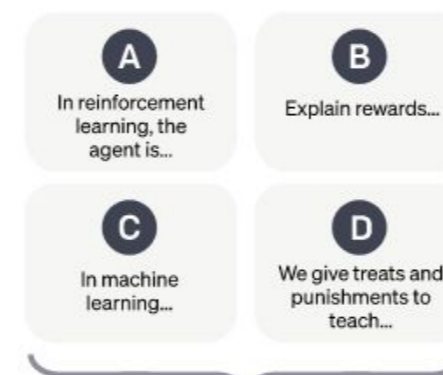 A
In reinforcement
learning, the
agent is...
B
Explain rewards...
C
In machine
learning...
D
We give treats and
punishments to
teach...